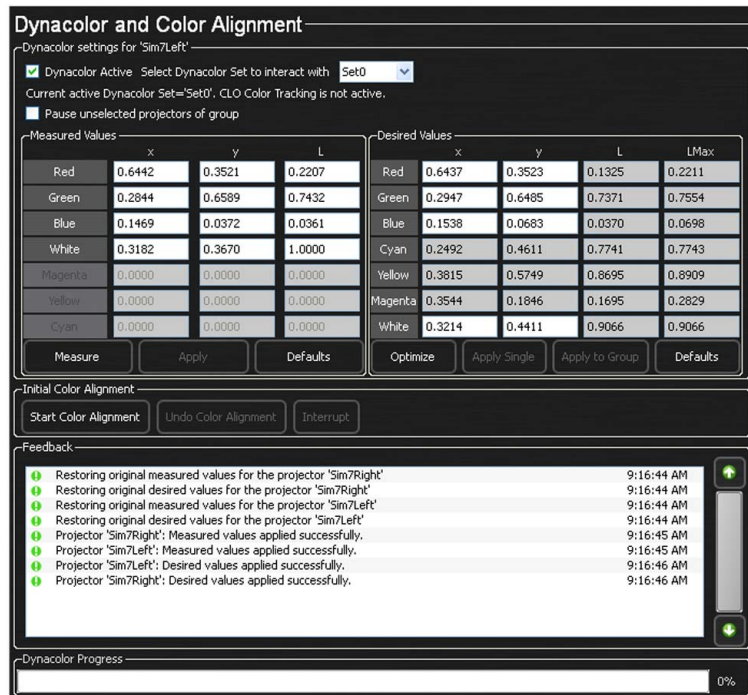 Dynacolor and Color Alignment
Dynacolor settings for 'Sim7Left'
Dynacolor Active Select Dynacolor Set to interact with Set0
Current active Dynacolor Set='Set0'. CLO Color Tracking is not active.
Pause unselected projectors of group
Measured Values
x y L
Red 0.6442 0.3521 0.2207
Green 0.2844 0.6589 0.7432
Blue 0.1469 0.0372 0.0361
White 0.3182 0.3670 1.0000
Magenta 0.0000 0.0000 0.0000
Yellow 0.0000 0.0000 0.0000
Cyan 0.0000 0.0000 0.0000
Measure Apply Defaults
Desired Values
x y L LMax
Red 0.6437 0.3523 0.1325 0.2211
Green 0.2947 0.6485 0.7371 0.7554
Blue 0.1538 0.0683 0.0370 0.0698
Cyan 0.2492 0.4611 0.7741 0.7743
Yellow 0.3815 0.5749 0.8695 0.8909
Magenta 0.3544 0.1846 0.1695 0.2829
White 0.3214 0.4411 0.9066 0.9066
Optimize Apply Single Apply to Group Defaults
Initial Color Alignment
Start Color Alignment Undo Color Alignment Interrupt
Feedback
Restoring original measured values for the projector 'Sim7Right' 9:16:44 AM
Restoring original desired values for the projector 'Sim7Right' 9:16:44 AM
Restoring original measured values for the projector 'Sim7Left' 9:16:44 AM
Restoring original desired values for the projector 'Sim7Left' 9:16:44 AM
Projector 'Sim7Right': Measured values applied successfully. 9:16:45 AM
Projector 'Sim7Left': Measured values applied successfully. 9:16:45 AM
Projector 'Sim7Left': Desired values applied successfully. 9:16:46 AM
Projector 'Sim7Right': Desired values applied successfully. 9:16:46 AM
Dynacolor Progress
0%